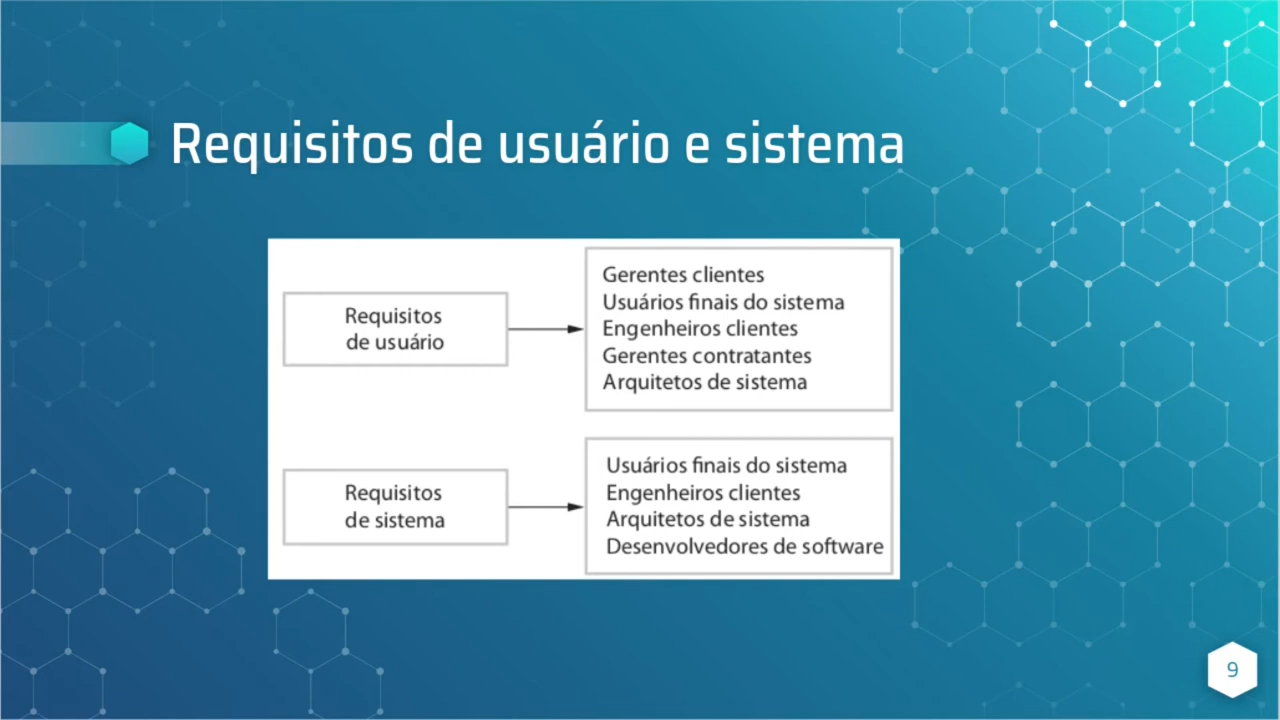 Requisitos de usuário e sistema
Requisitos
de usuário
Gerentes clientes
Usuários finais do sistema
Engenheiros clientes
Gerentes contratantes
Arquitetos de sistema
Requisitos
de sistema
Usuários finais do sistema
Engenheiros clientes
Arquitetos de sistema
Desenvolvedores de software
9